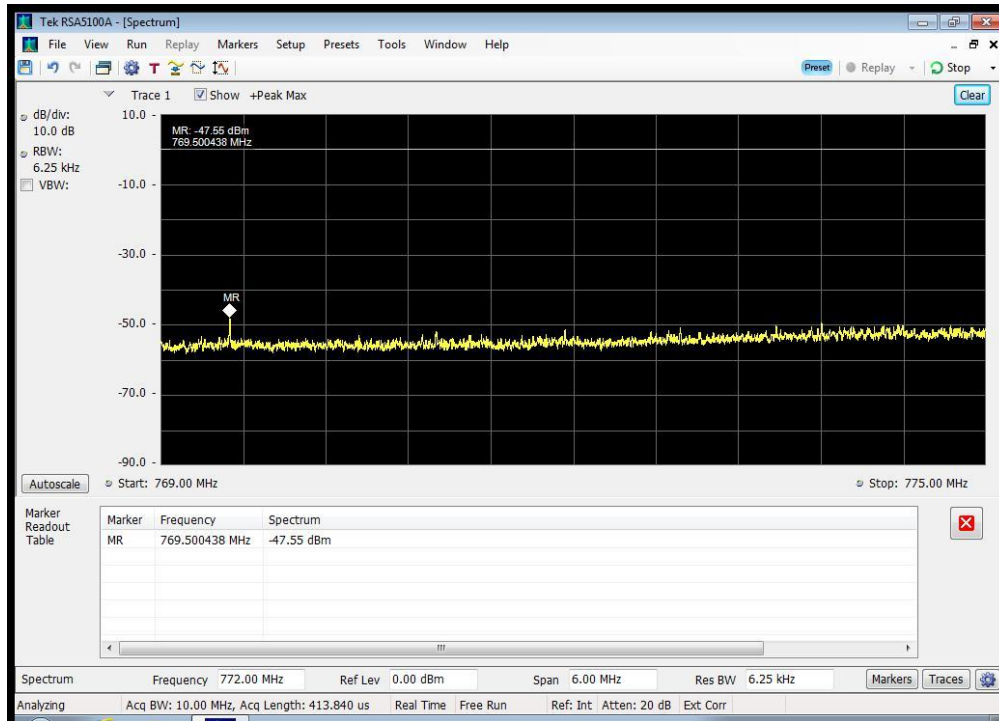 Tek RSA5100A - [Spectrum]
File View Run Replay Markers Setup Presets Tools Window Help
T Preset Replay Stop
Trace 1 Show +Peak Max Clear
dB/div:
10.0 dB
RBW:
6.25 kHz
VBW:
10.0
-10.0
-30.0
-50.0
-70.0
-90.0
MR: -47.55 dBm
769.500438 MHz
MR
Autoscale Start: 769.00 MHz Stop: 775.00 MHz
Marker
Readout
Table
Marker Frequency Spectrum
MR 769.500438 MHz -47.55 dBm
Spectrum Frequency 772.00 MHz Ref Lev 0.00 dBm Span 6.00 MHz Res BW 6.25 kHz Markers Traces
Analyzing Acq BW: 10.00 MHz, Acq Length: 413.840 us Real Time Free Run Ref: Int Atten: 20 dB Ext Corr